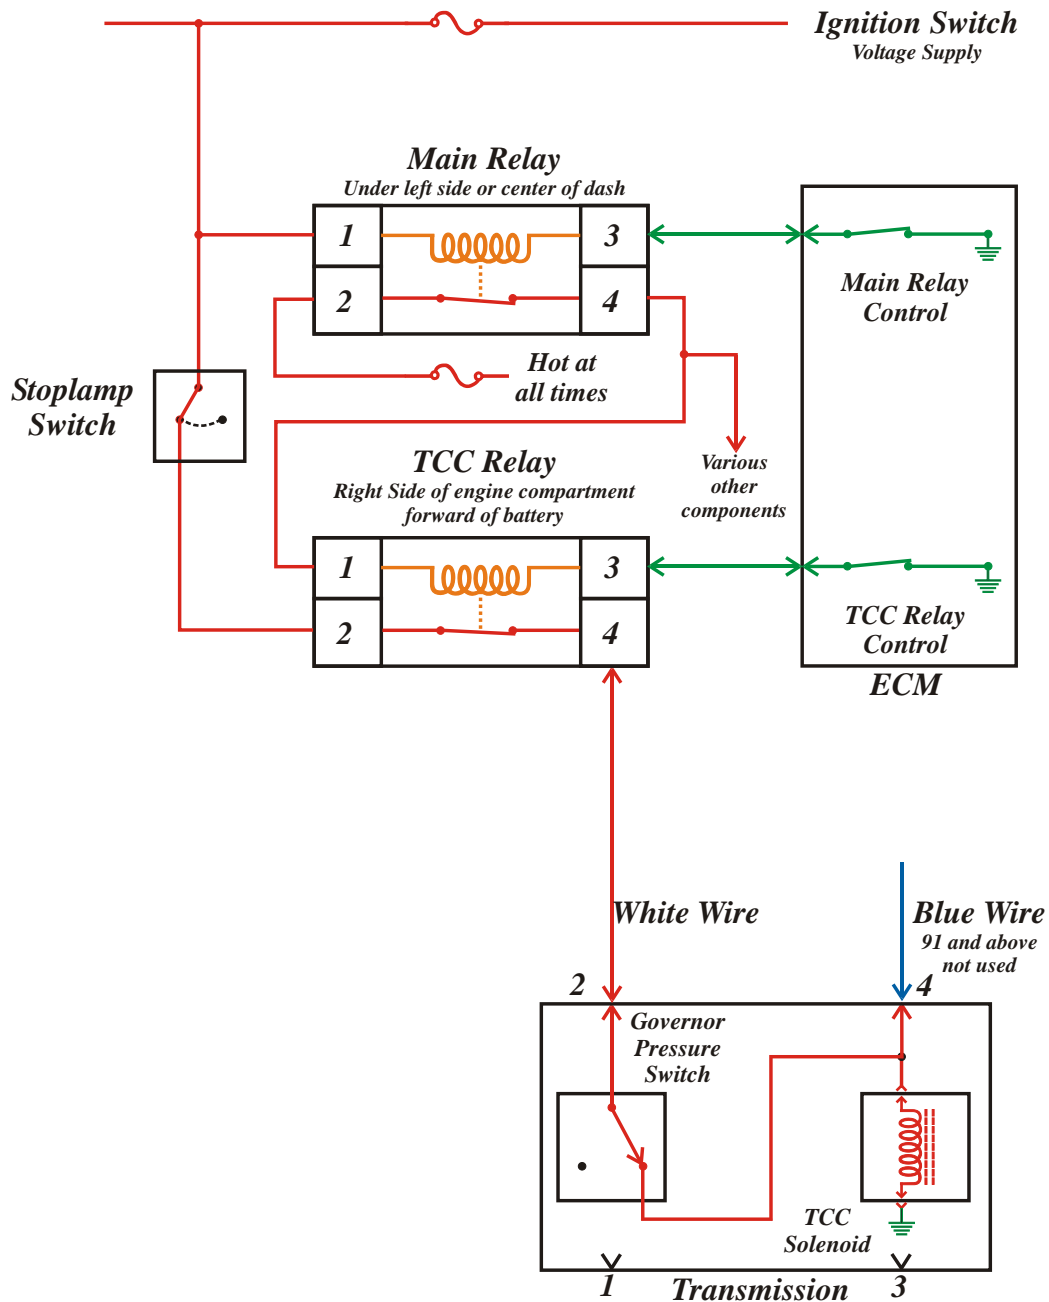 Ignition Switch
Voltage Supply
Main Relay
Under left side or center of dash
1
3
2
4
Main Relay
Control
Hot at
all times
Stoplamp
Switch
TCC Relay
Right Side of engine compartment
forward of battery
Various
other
components
1
3
2
4
TCC Relay
Control
ECM
White Wire
Blue Wire
91 and above
not used
2
4
Governor
Pressure
Switch
TCC
Solenoid
1
Transmission
3